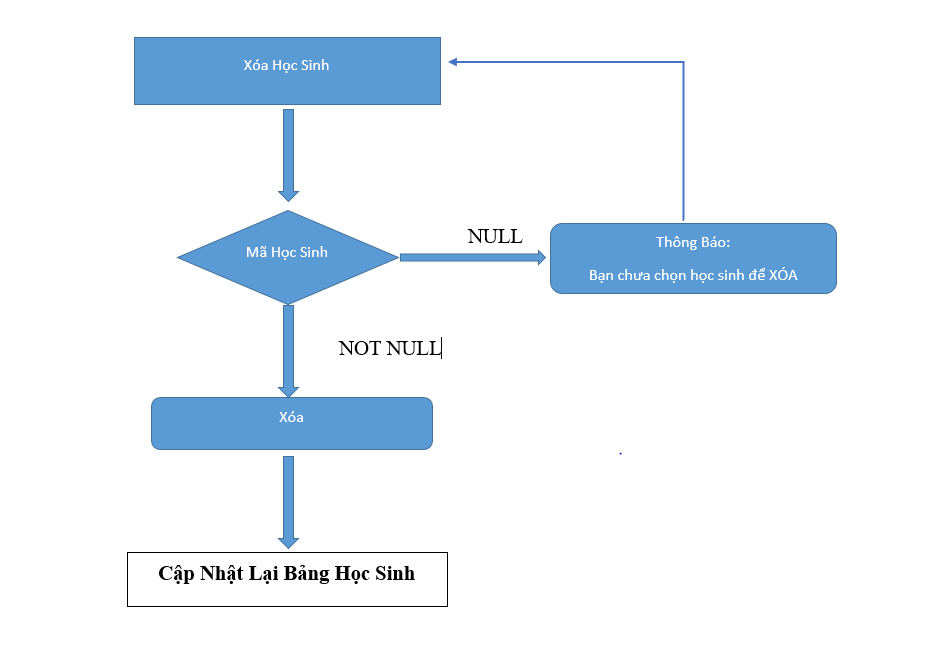 Xóa Học Sinh
Mã Học Sinh
NULL
Thông Báo:
Bạn chưa chọn học sinh để XÓA
NOT NULL
Xóa
Cập Nhật Lại Bảng Học Sinh